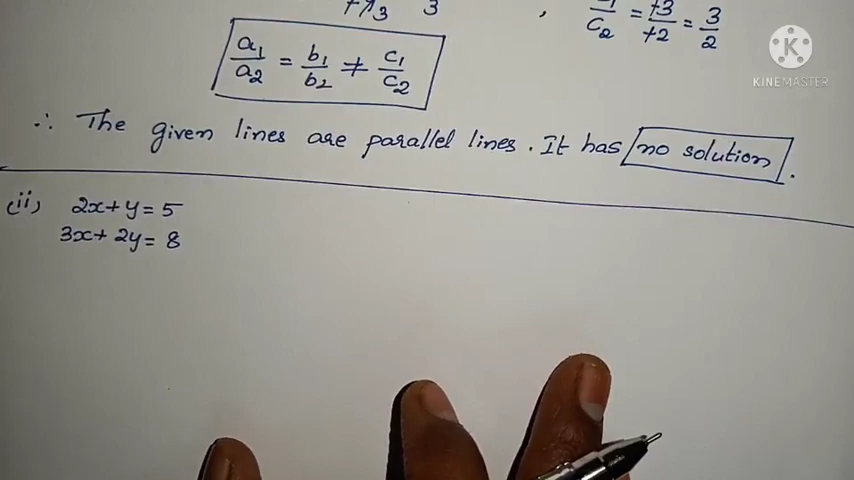 3 , c₂ = +3/+2 = 3/2
a₁/a₂ = b₁/b₂ ≠ c₁/c₂
KINEMASTER
∴ The given lines are parallel lines. It has no solution.
(ii) 2x+y=5
3x+2y=8